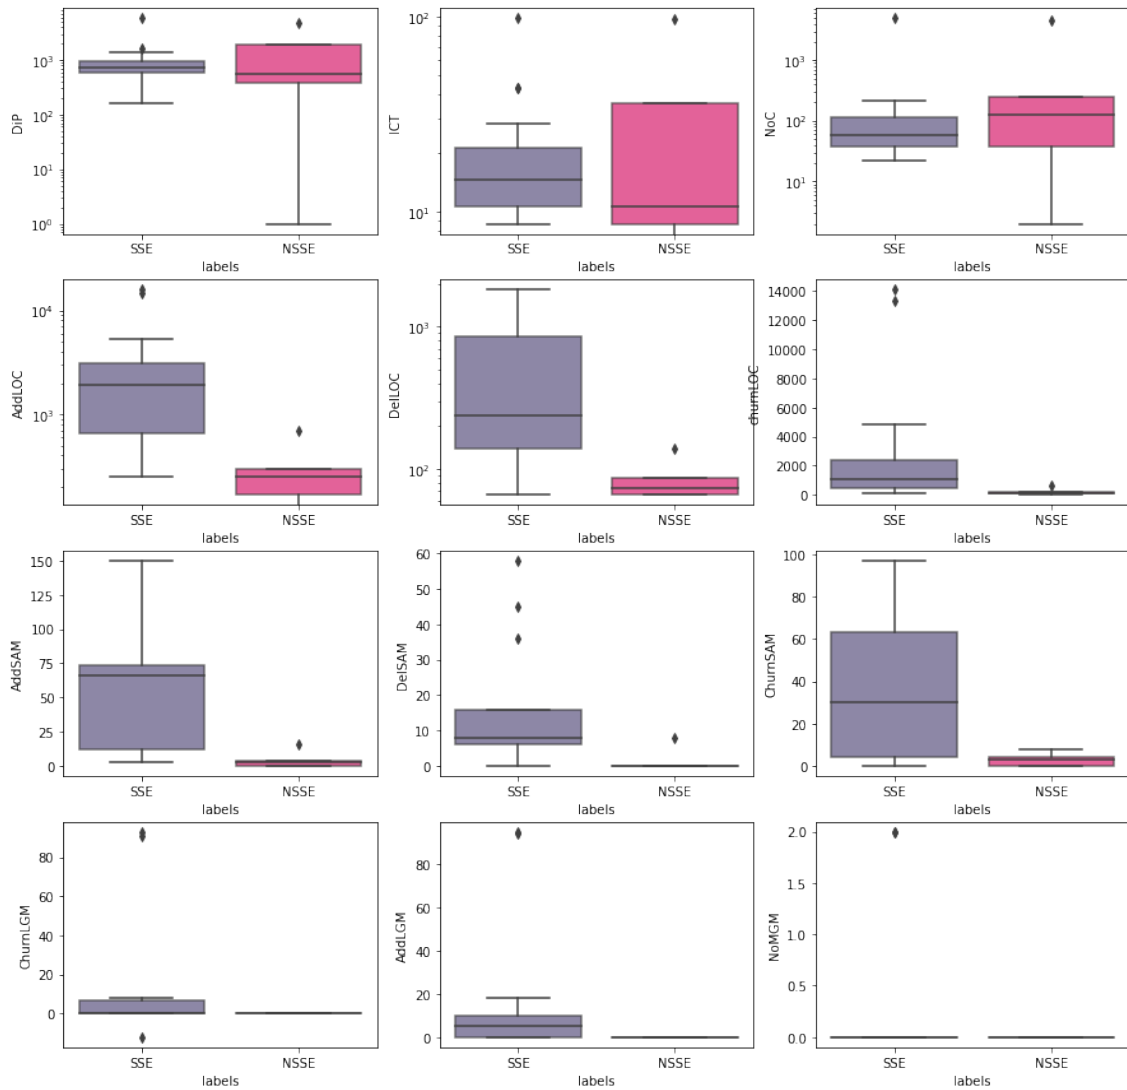 DiP
10^3
10^2
10^1
10^0
SSE
NSSE
labels
ICT
10^2
10^1
SSE
NSSE
labels
NoC
10^3
10^2
10^1
SSE
NSSE
labels
AddLOC
10^4
10^3
SSE
NSSE
labels
DelLOC
10^3
10^2
SSE
NSSE
labels
churnLOC
14000
12000
10000
8000
6000
4000
2000
0
SSE
NSSE
labels
AddSAM
150
125
100
75
50
25
0
SSE
NSSE
labels
DelSAM
60
50
40
30
20
10
0
SSE
NSSE
labels
ChurnSAM
100
80
60
40
20
0
SSE
NSSE
labels
ChurnLGM
80
60
40
20
0
SSE
NSSE
labels
AddLGM
80
60
40
20
0
SSE
NSSE
labels
NoMGM
2.0
1.5
1.0
0.5
0.0
SSE
NSSE
labels